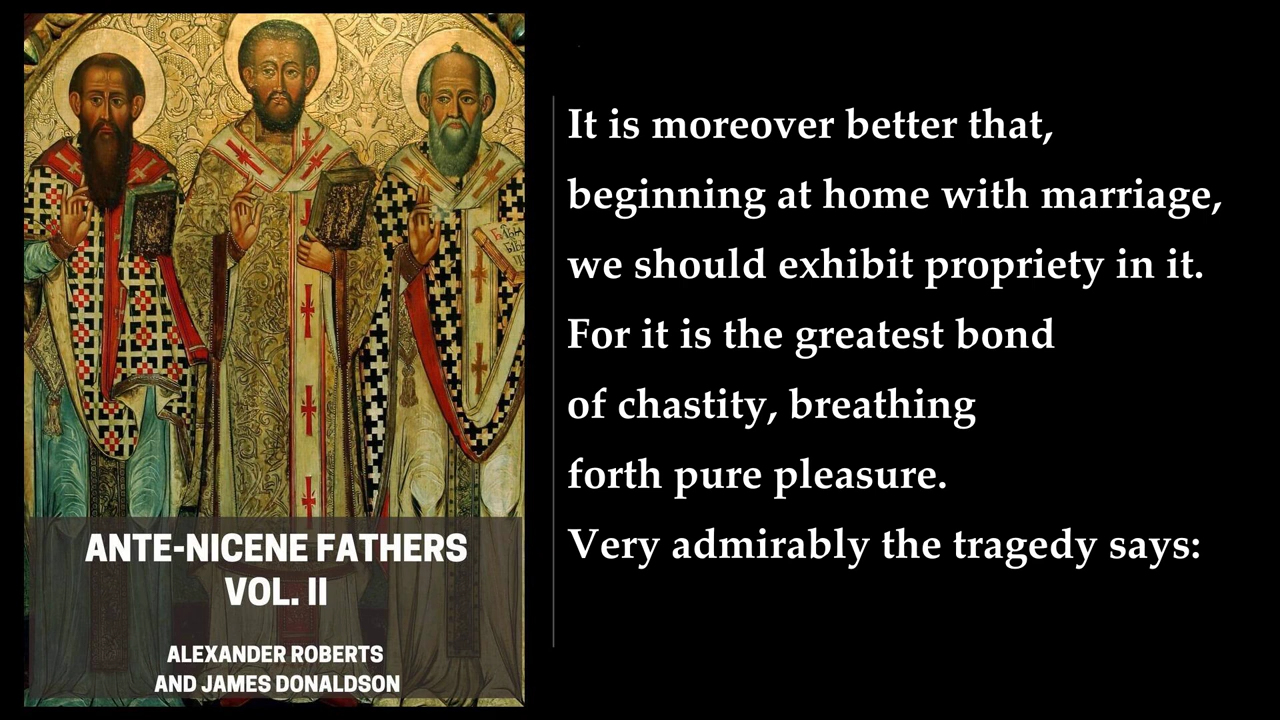 It is moreover better that,
beginning at home with marriage,
we should exhibit propriety in it.
For it is the greatest bond
of chastity, breathing
forth pure pleasure.
Very admirably the tragedy says:
ANTE-NICENE FATHERS
VOL. II
ALEXANDER ROBERTS
AND JAMES DONALDSON